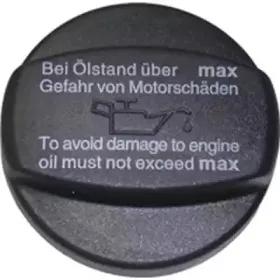 Bei Ölstand über max
Gefahr von Motorschäden
To avoid damage to engine
oil must not exceed max